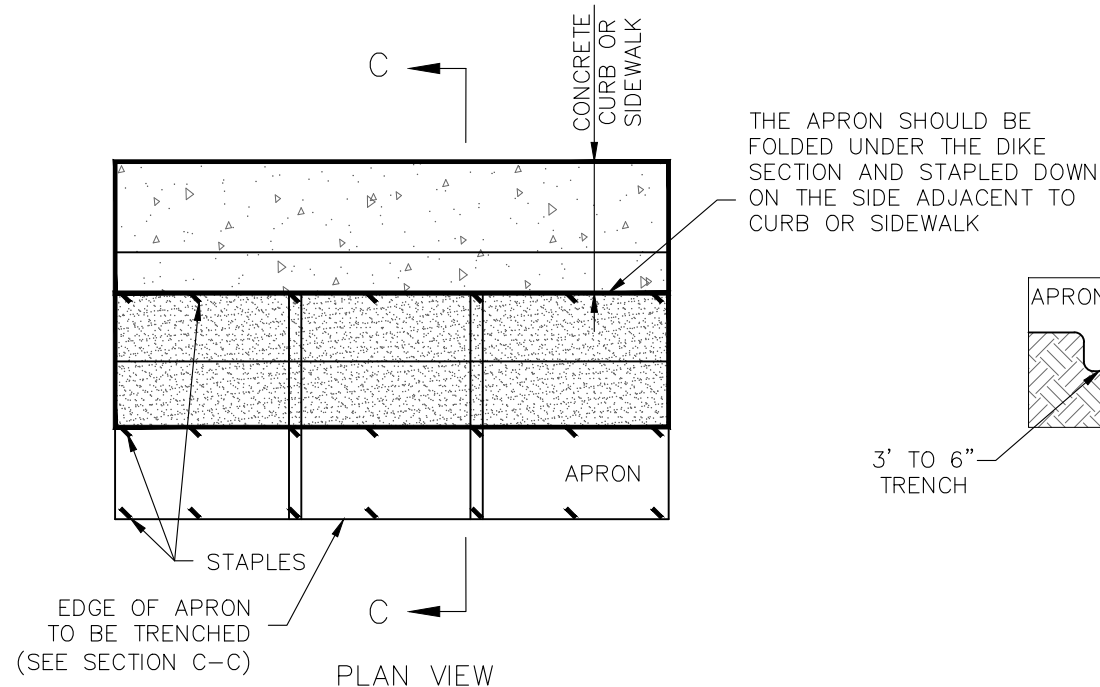 C
CONCRETE
CURB OR
SIDEWALK
THE APRON SHOULD BE
FOLDED UNDER THE DIKE
SECTION AND STAPLED DOWN
ON THE SIDE ADJACENT TO
CURB OR SIDEWALK
APRON
3' TO 6"
TRENCH
APRON
STAPLES
EDGE OF APRON
TO BE TRENCHED
(SEE SECTION C-C)
C
PLAN VIEW